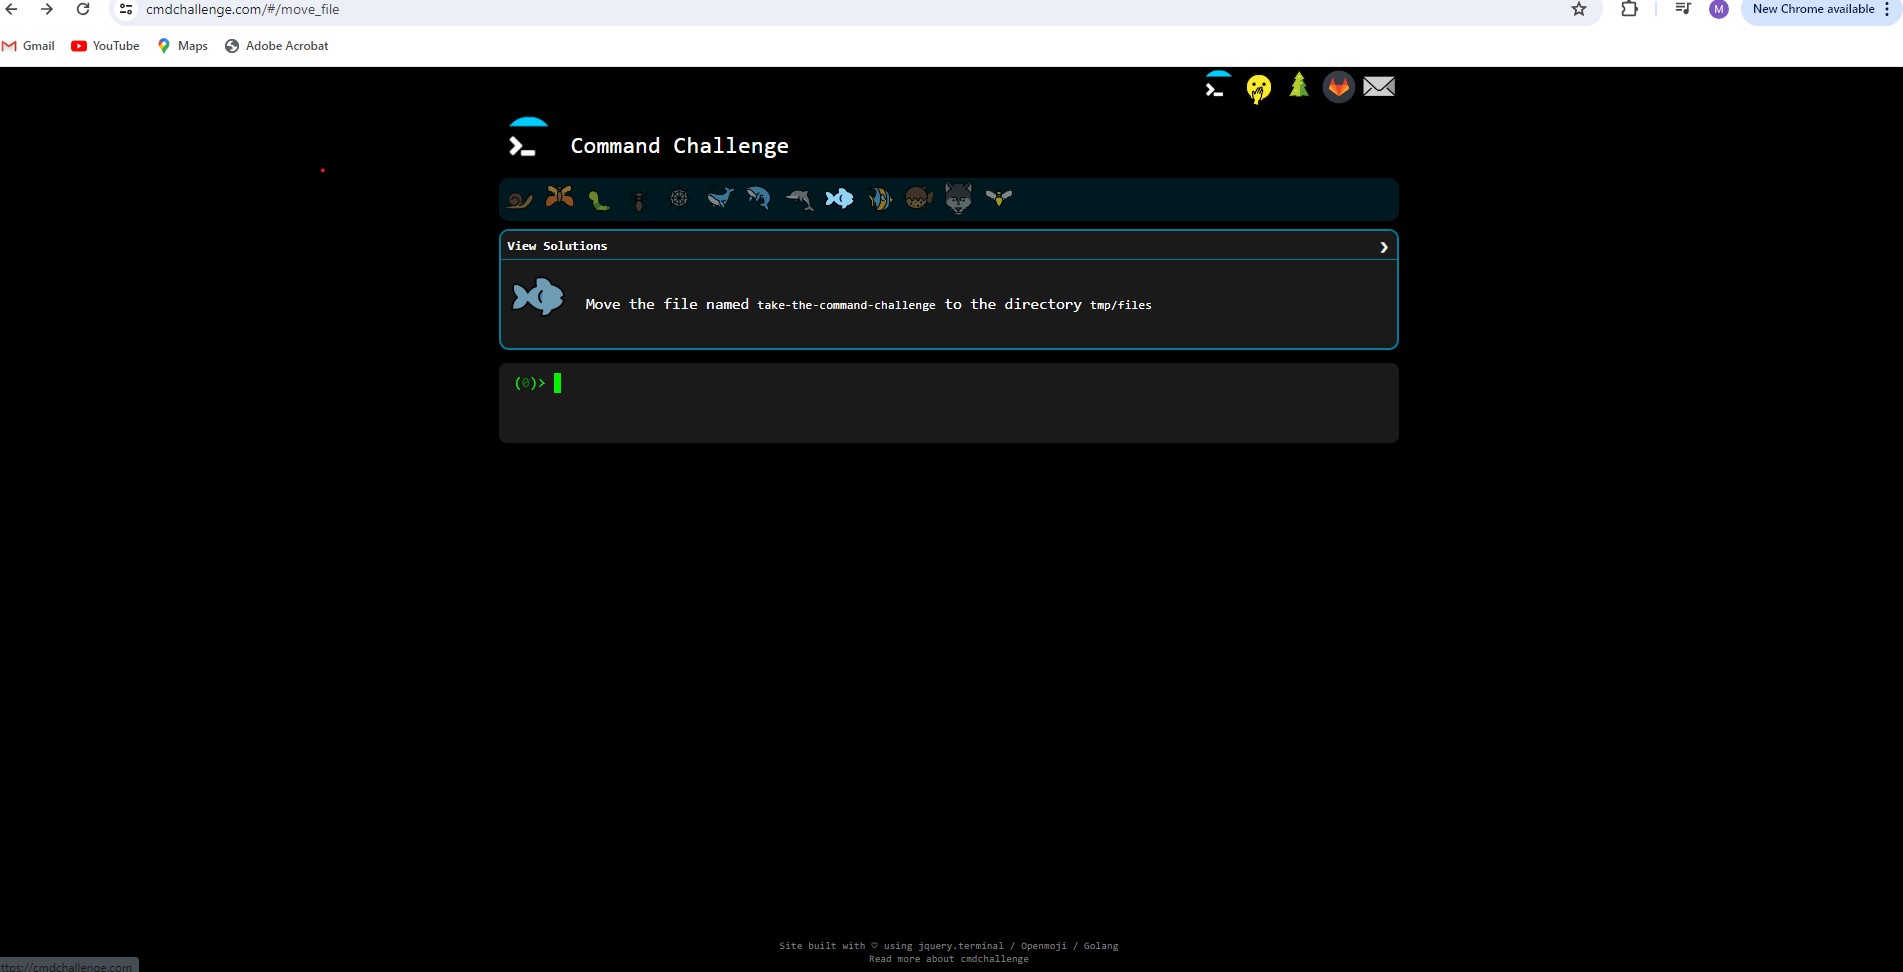 cmdchallenge.com/#/move_file
M
New Chrome available
Gmail
YouTube
Maps
Adobe Acrobat
Command Challenge
View Solutions
Move the file named take-the-command-challenge to the directory tmp/files
(0)>
Site built with ♡ using jquery.terminal / Openmoji / Golang
Read more about cmdchallenge
ttps://cmdchallenge.com